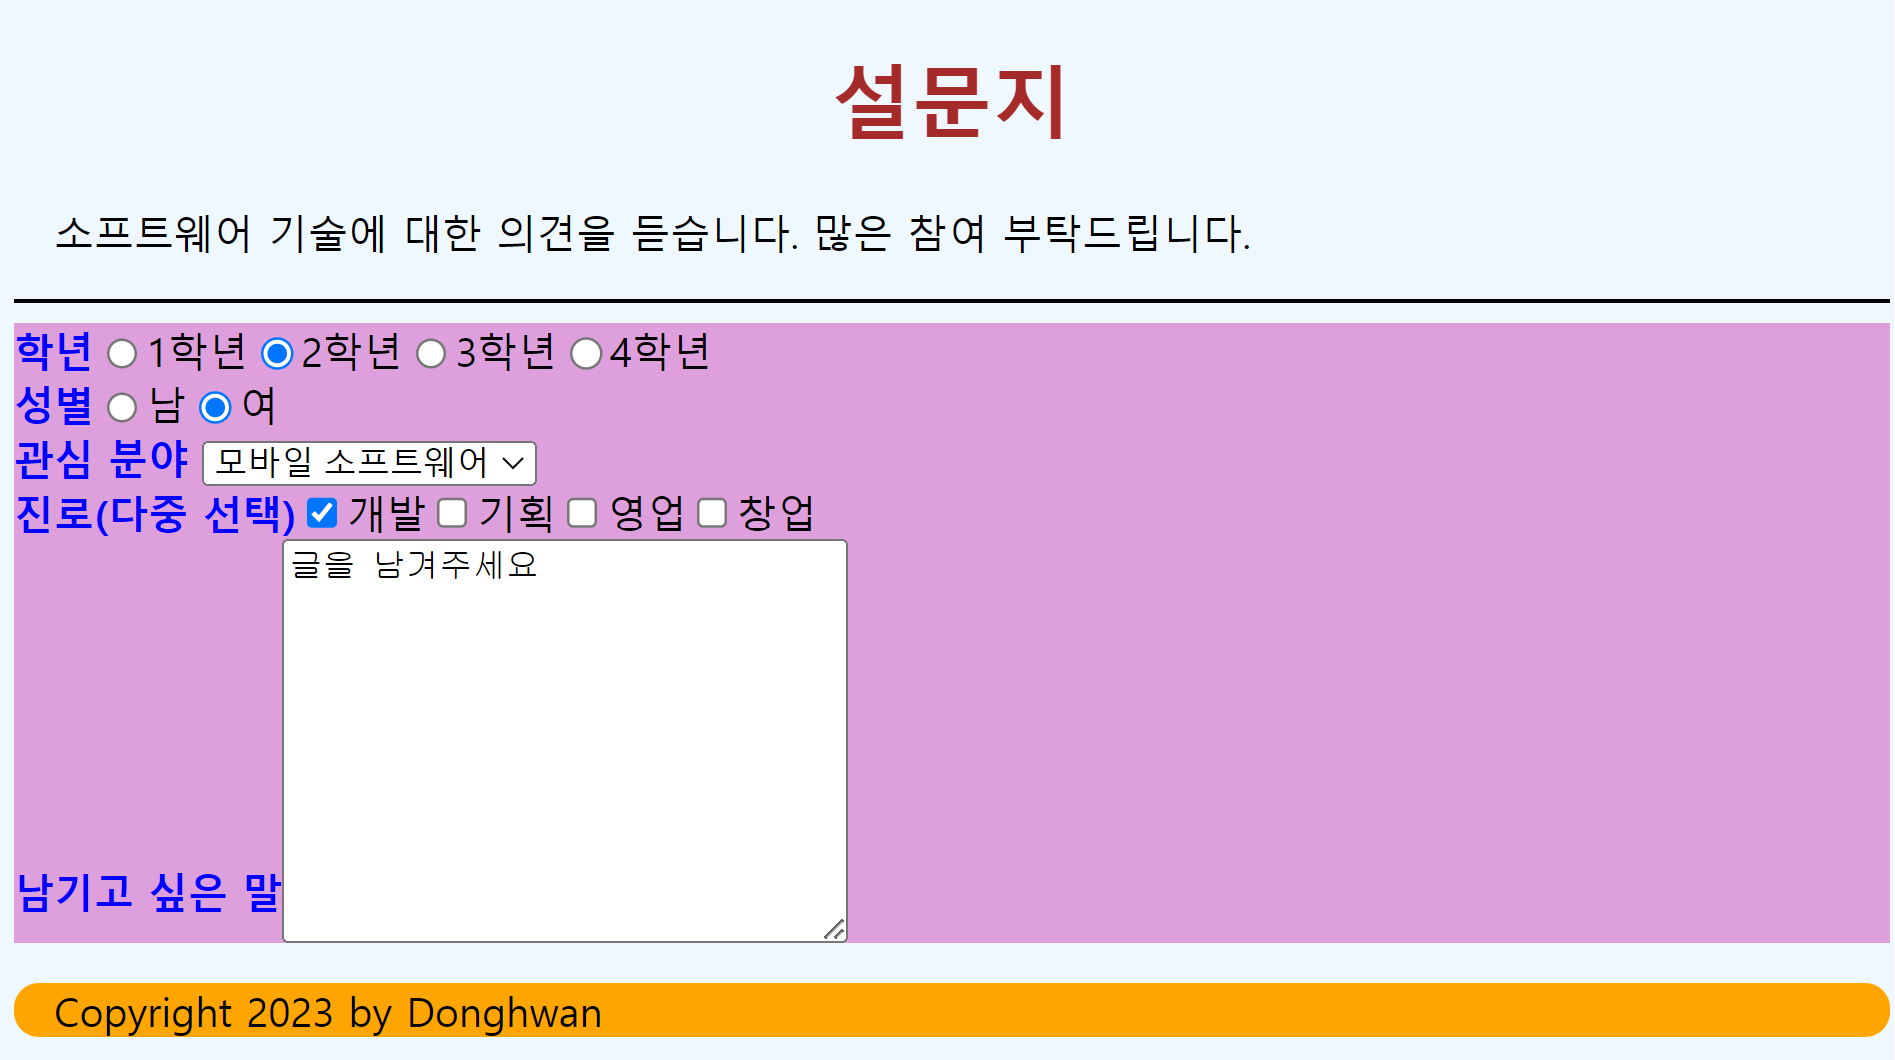 설문지
소프트웨어 기술에 대한 의견을 듣습니다. 많은 참여 부탁드립니다.
학년 1학년 2학년 3학년 4학년
성별 남 여
관심 분야 모바일 소프트웨어
진로(다중 선택) 개발 기획 영업 창업
글을 남겨주세요
남기고 싶은 말
Copyright 2023 by Donghwan